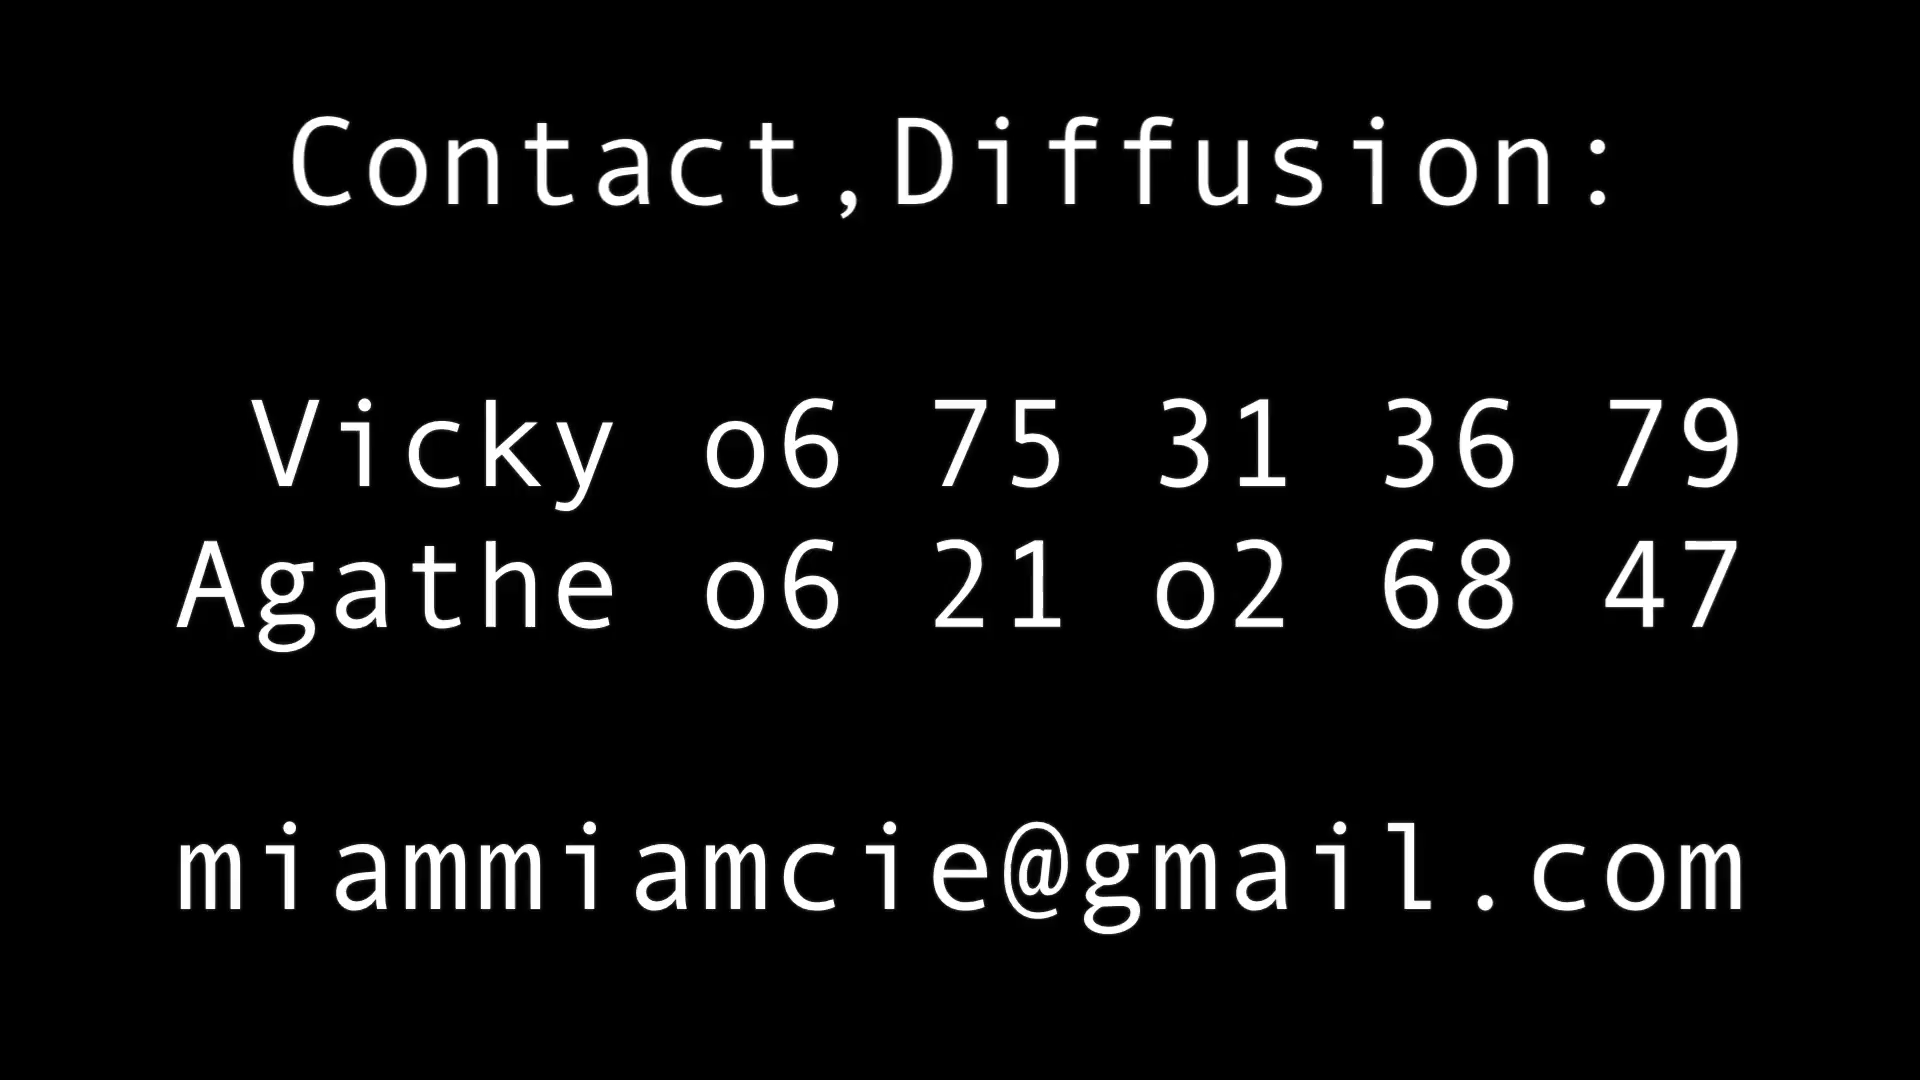 Contact,Diffusion:
Vicky o6 75 31 36 79
Agathe o6 21 o2 68 47
miammiamcie@gmail.com